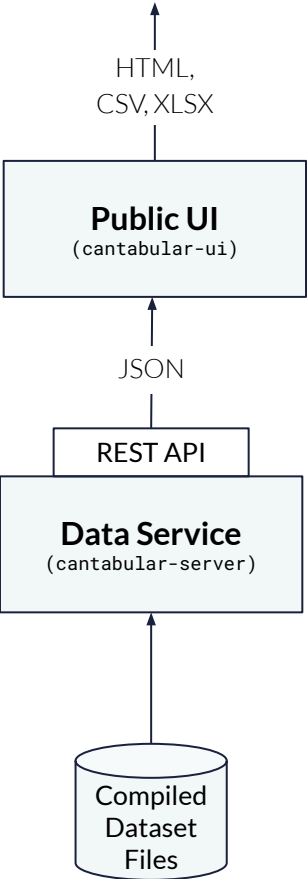 HTML,
CSV, XLSX
Public UI
(cantabular-ui)
JSON
REST API
Data Service
(cantabular-server)
Compiled
Dataset
Files